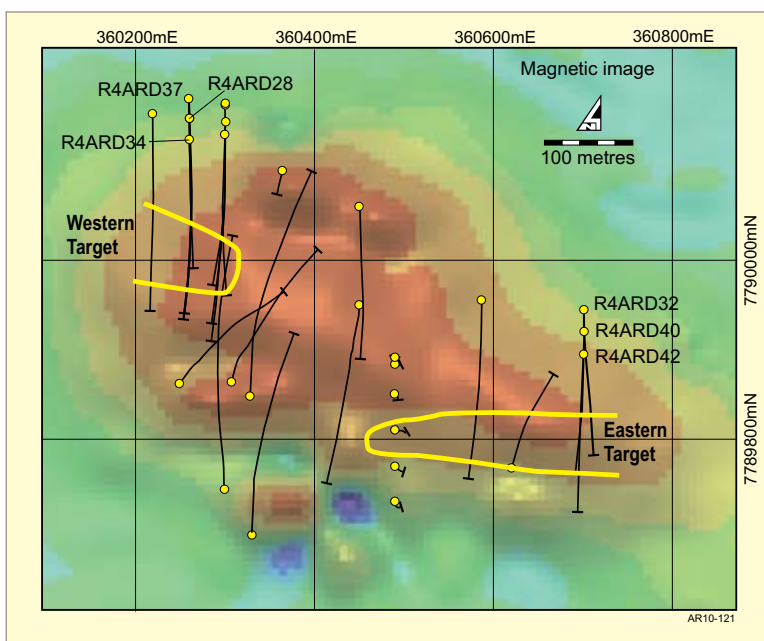 360200mE 360400mE 360600mE 360800mE
Magnetic image
R4ARD37
R4ARD28
R4ARD34
N
100 metres
Western
Target
7790000mN
R4ARD32
R4ARD40
R4ARD42
Eastern
Target
7789800mN
AR10-121